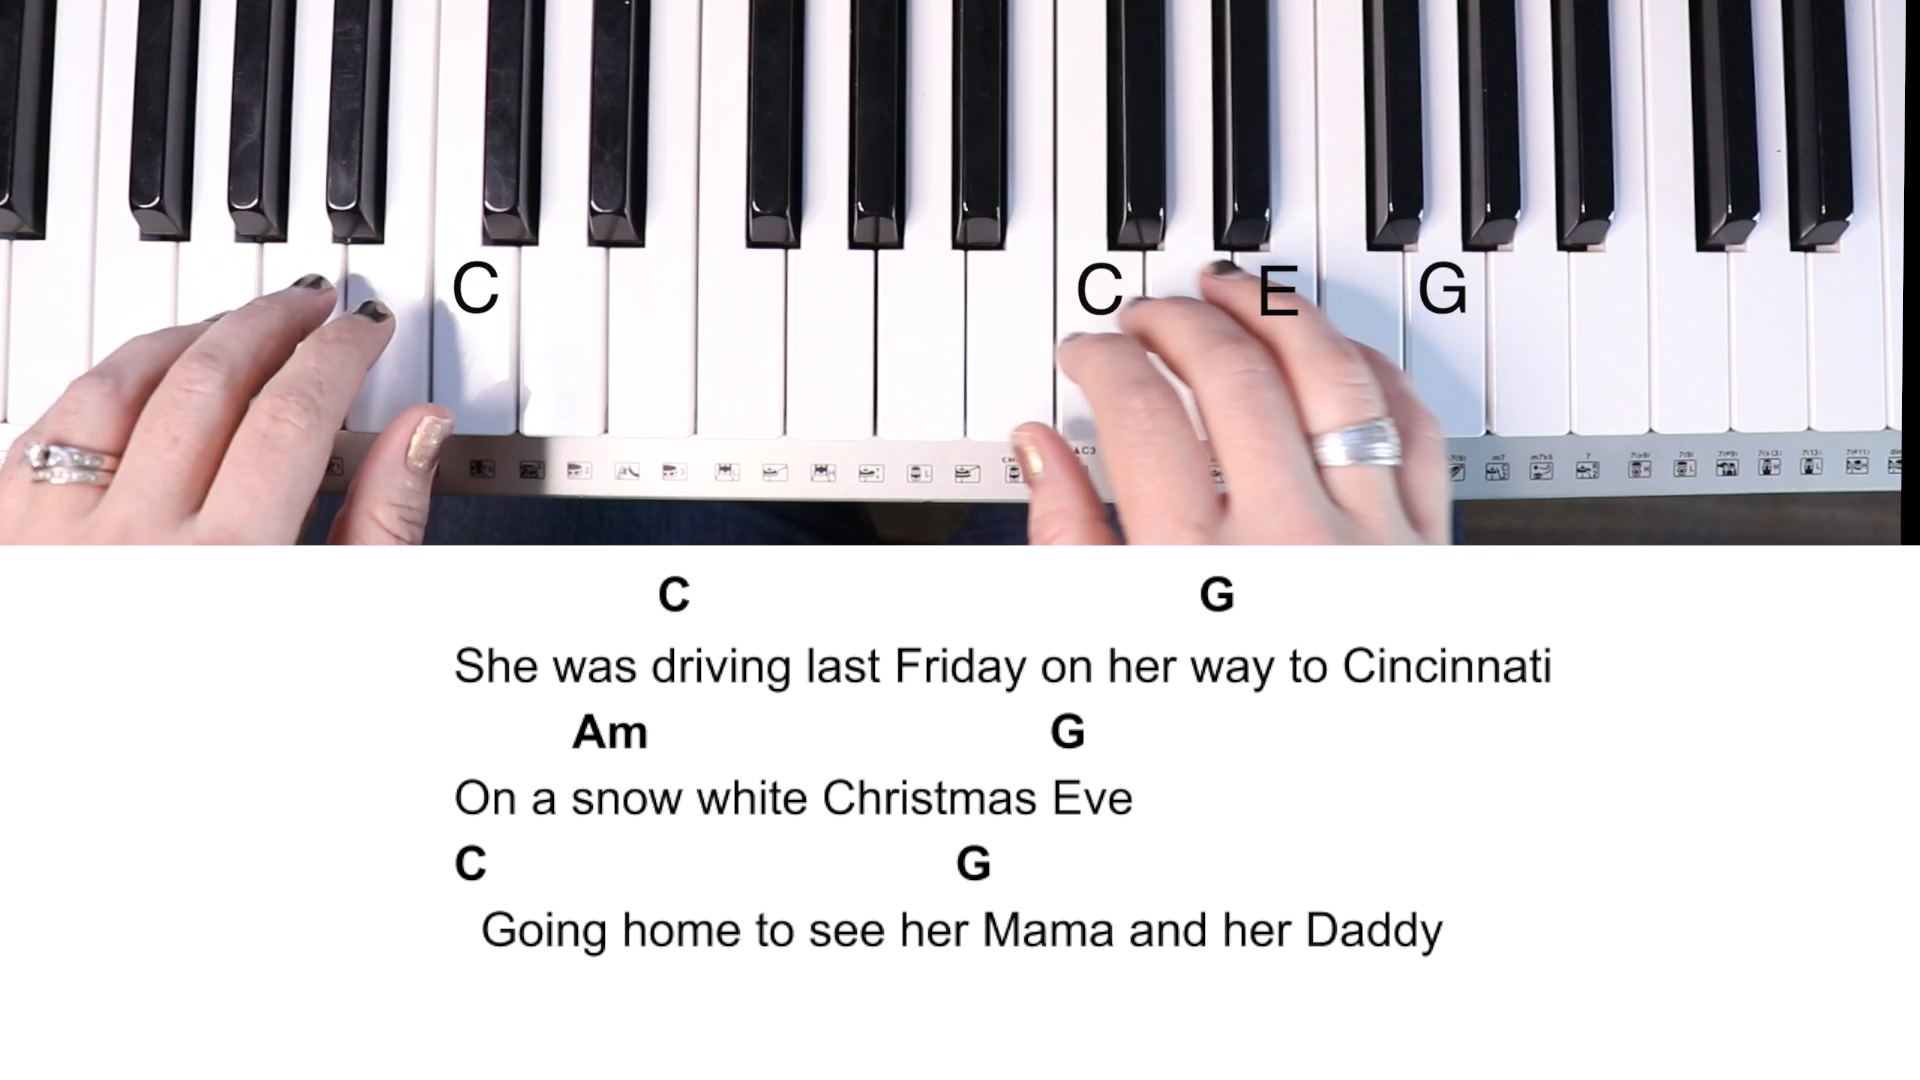 C C E G
C G
She was driving last Friday on her way to Cincinnati
Am G
On a snow white Christmas Eve
C G
Going home to see her Mama and her Daddy